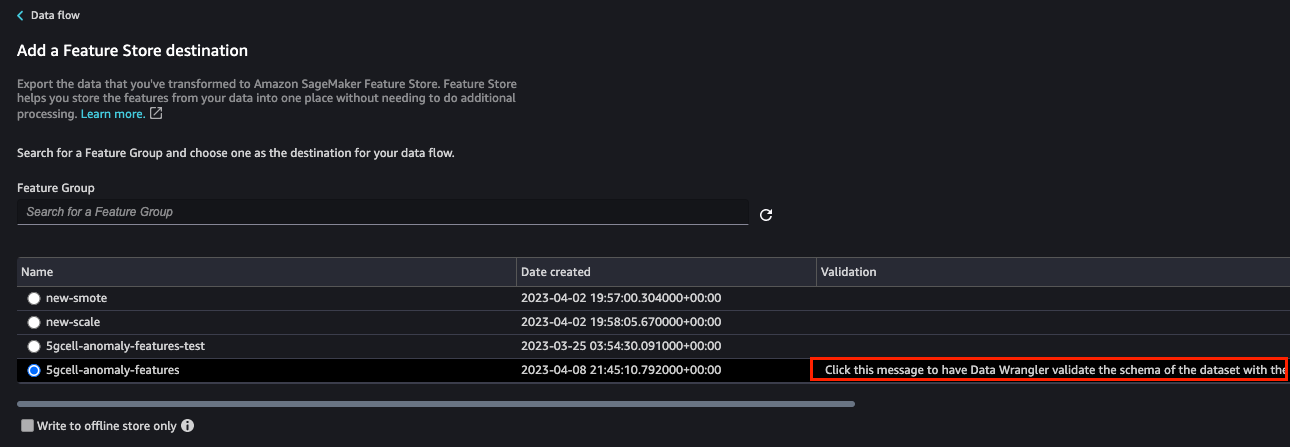 Data flow
Add a Feature Store destination
Export the data that you've transformed to Amazon SageMaker Feature Store. Feature Store
helps you store the features from your data into one place without needing to do additional
processing. Learn more.
Search for a Feature Group and choose one as the destination for your data flow.
Feature Group
Search for a Feature Group
Name Date created Validation
new-smote 2023-04-02 19:57:00.304000+00:00
new-scale 2023-04-02 19:58:05.670000+00:00
5gcell-anomaly-features-test 2023-03-25 03:54:30.091000+00:00
5gcell-anomaly-features 2023-04-08 21:45:10.792000+00:00 Click this message to have Data Wrangler validate the schema of the dataset with the
Write to offline store only